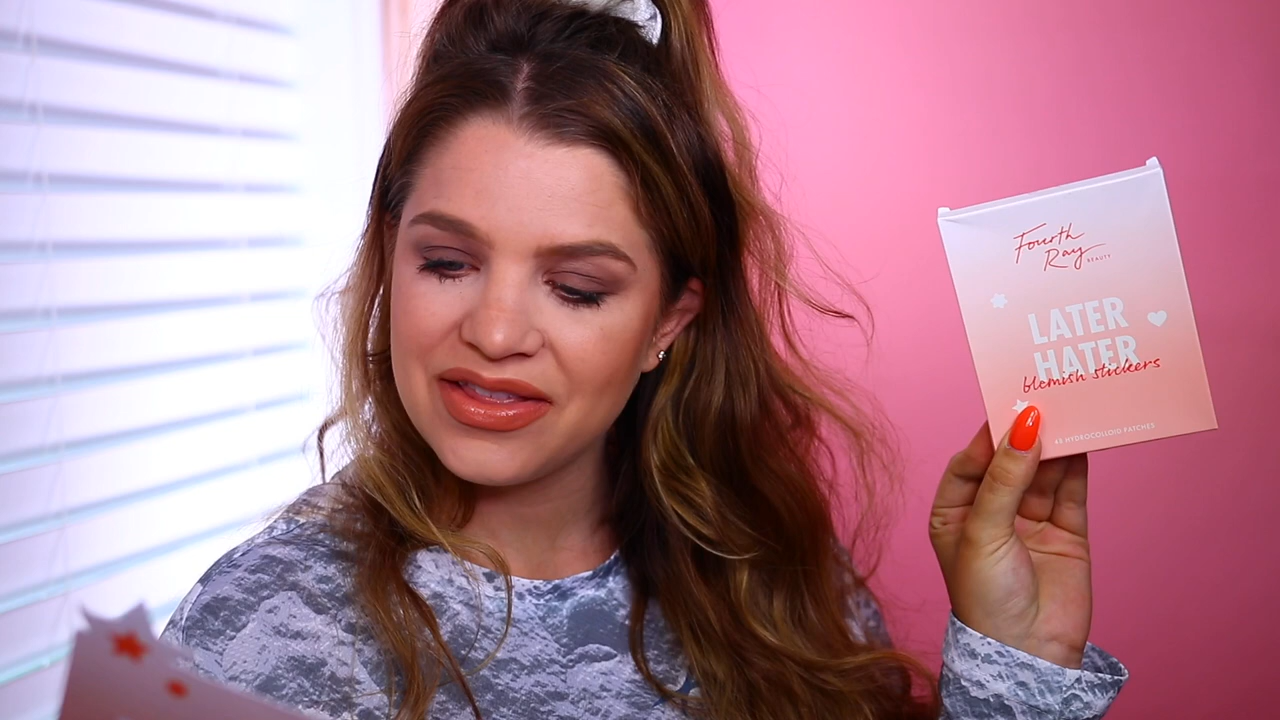 Fourth
Ray BEAUTY
LATER
HATER
blemish stickers
48 HYDROCOLLOID PATCHES